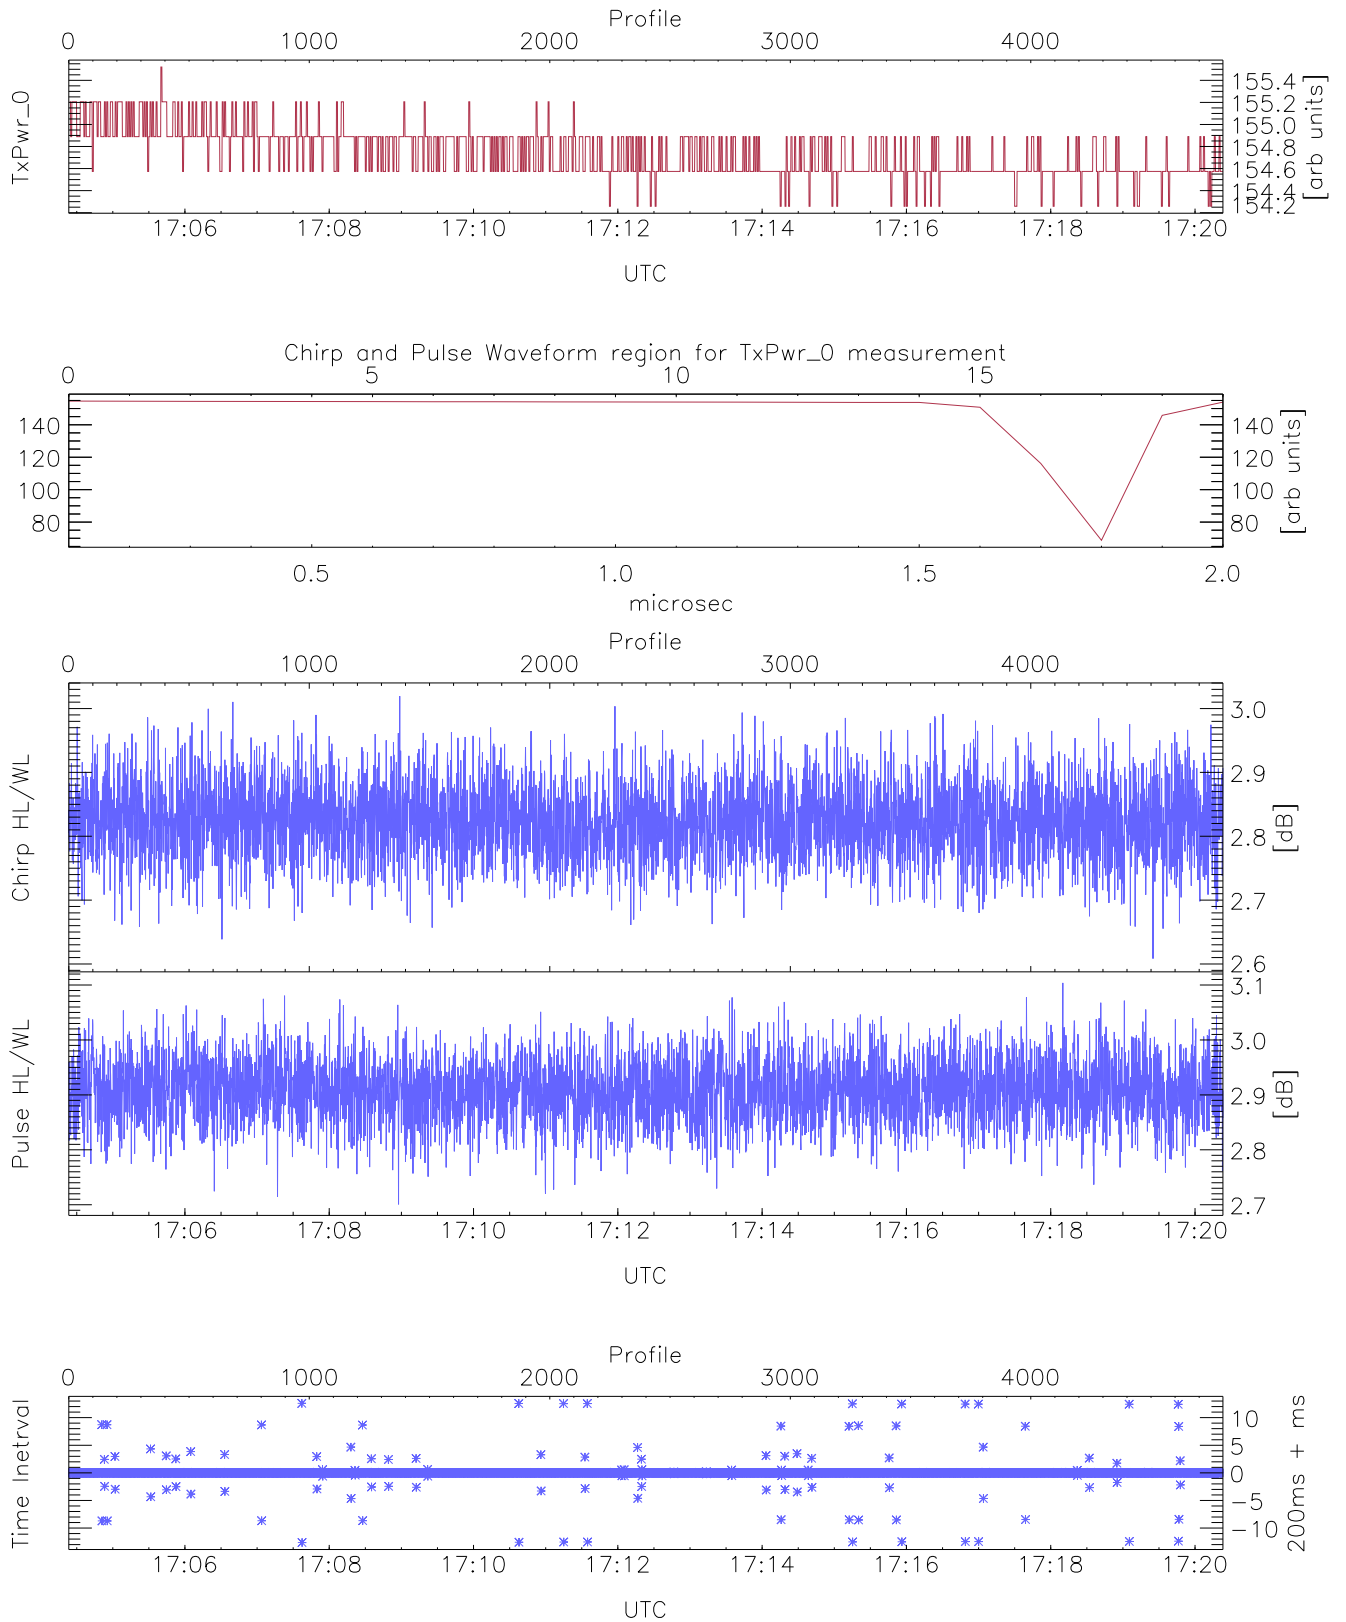 Profile
0 1000 2000 3000 4000
TxPwr_0
155.4
155.2
155.0
154.8
154.6
154.4
154.2
[arb units]
17:06 17:08 17:10 17:12 17:14 17:16 17:18 17:20
UTC
Chirp and Pulse Waveform region for TxPwr_0 measurement
0 5 10 15
140 140
120 120
100 100
80 80
[arb units]
0.5 1.0 1.5 2.0
microsec
Profile
0 1000 2000 3000 4000
Chirp HL/WL
3.0
2.9
2.8
2.7
2.6
[dB]
Pulse HL/WL
3.1
3.0
2.9
2.8
2.7
[dB]
17:06 17:08 17:10 17:12 17:14 17:16 17:18 17:20
UTC
Profile
0 1000 2000 3000 4000
Time Inetrval
10
5
0
−5
−10
200ms + ms
17:06 17:08 17:10 17:12 17:14 17:16 17:18 17:20
UTC